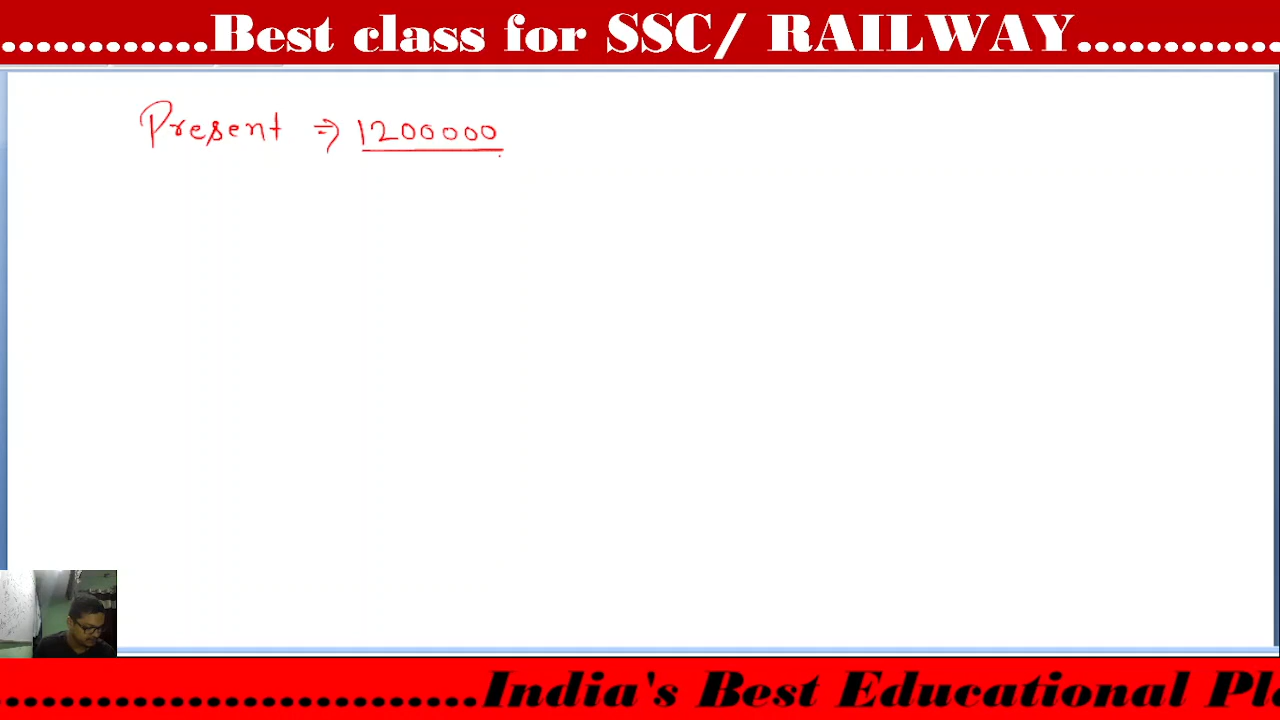 ............Best class for SSC/ RAILWAY............
Present ⇒ 1200000
............................India's Best Educational Pl